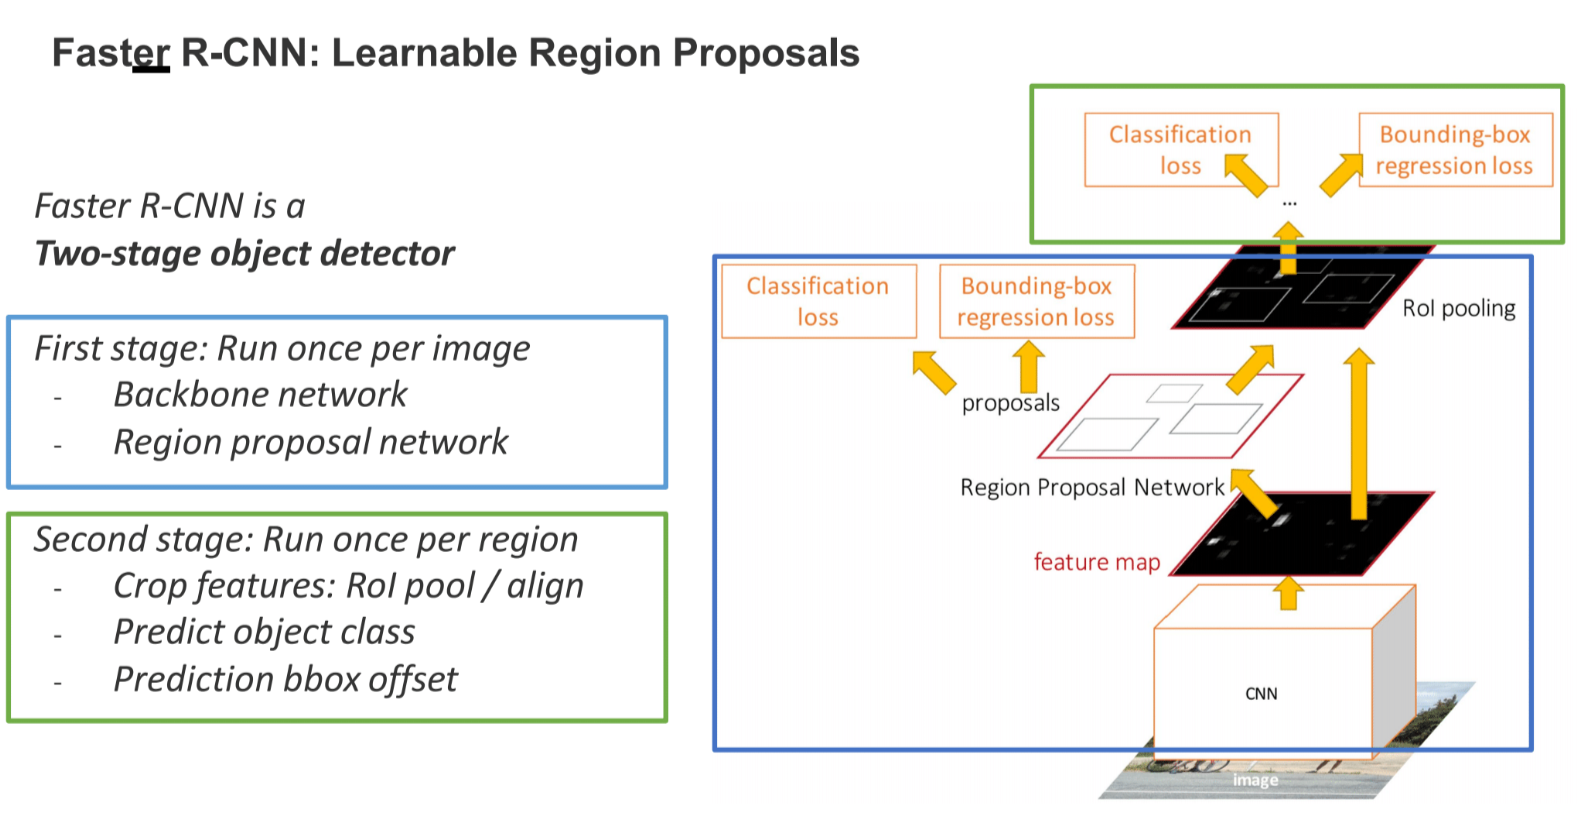 Faster R-CNN: Learnable Region Proposals
Faster R-CNN is a
Two-stage object detector
First stage: Run once per image
- Backbone network
- Region proposal network
Second stage: Run once per region
- Crop features: RoI pool / align
- Predict object class
- Prediction bbox offset
Classification
loss
Bounding-box
regression loss
...
Classification
loss
Bounding-box
regression loss
RoI pooling
proposals
Region Proposal Network
feature map
CNN
image